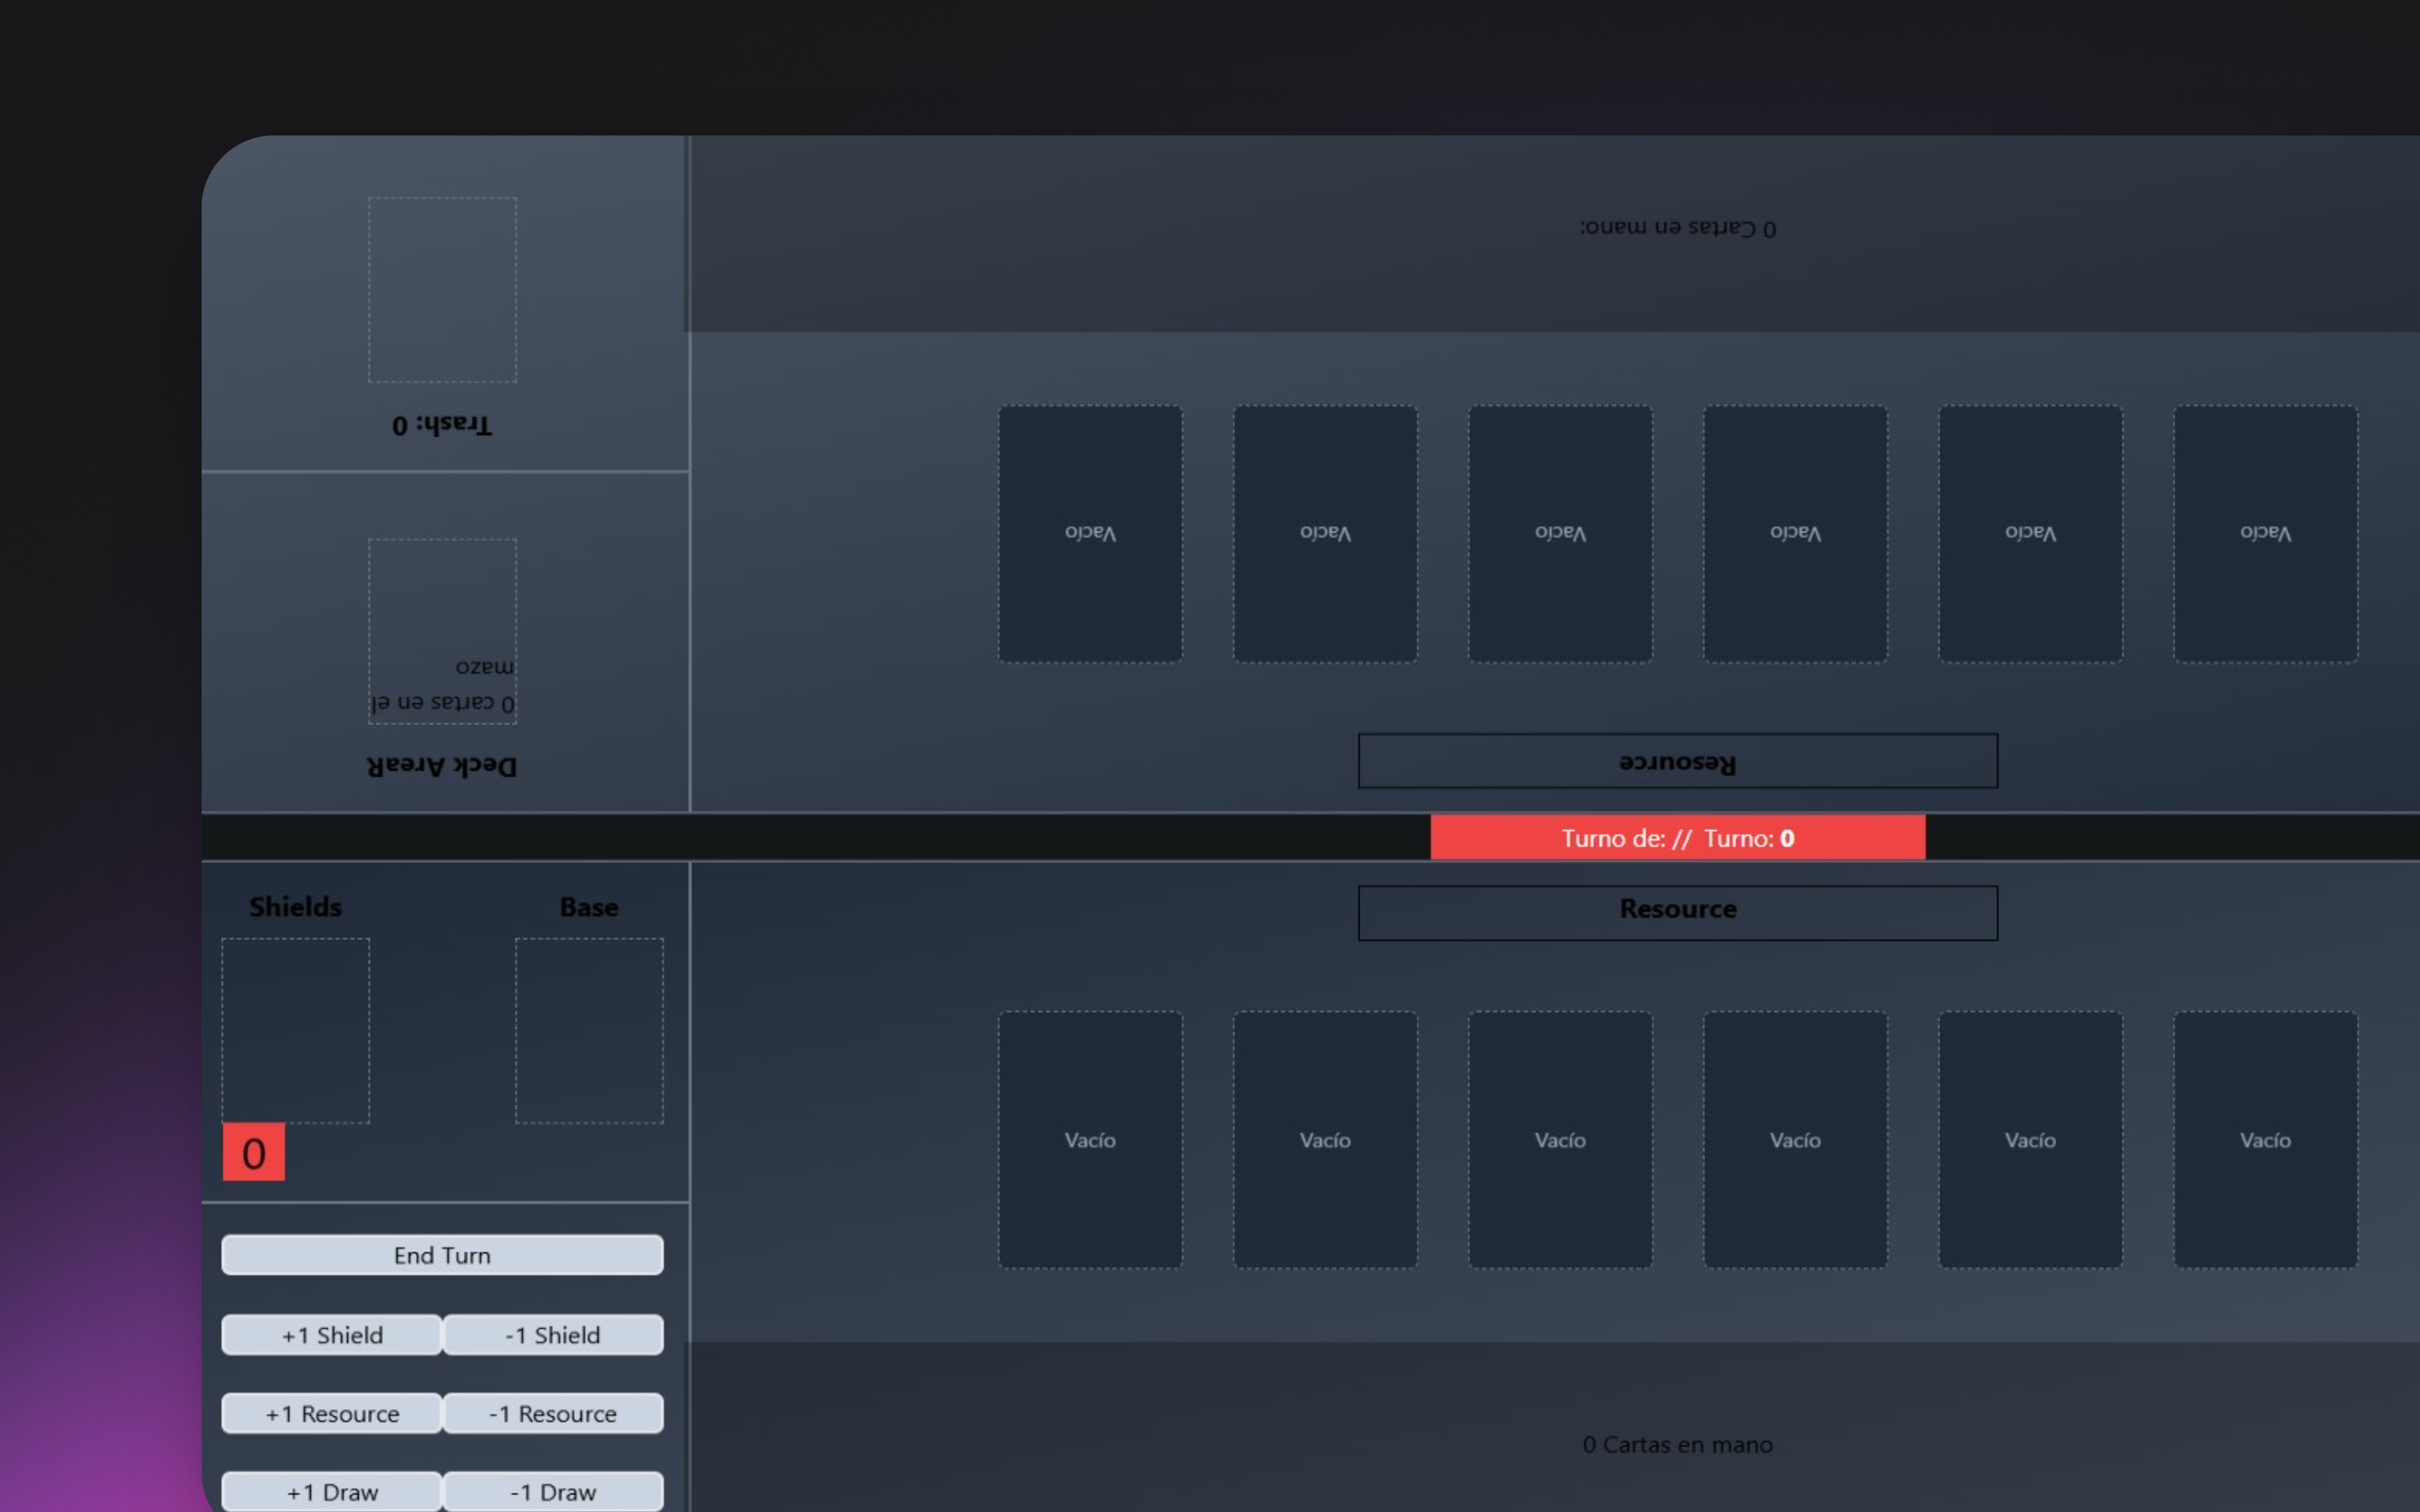 0 Cartas en mano:
Trash: 0
Vacío Vacío Vacío Vacío Vacío Vacío
0 cartas en el
mazo
Deck AreaR
Resource
Turno de: // Turno: 0
Shields
Base
Resource
0
Vacío Vacío Vacío Vacío Vacío Vacío
End Turn
+1 Shield
-1 Shield
+1 Resource
-1 Resource
+1 Draw
-1 Draw
0 Cartas en mano